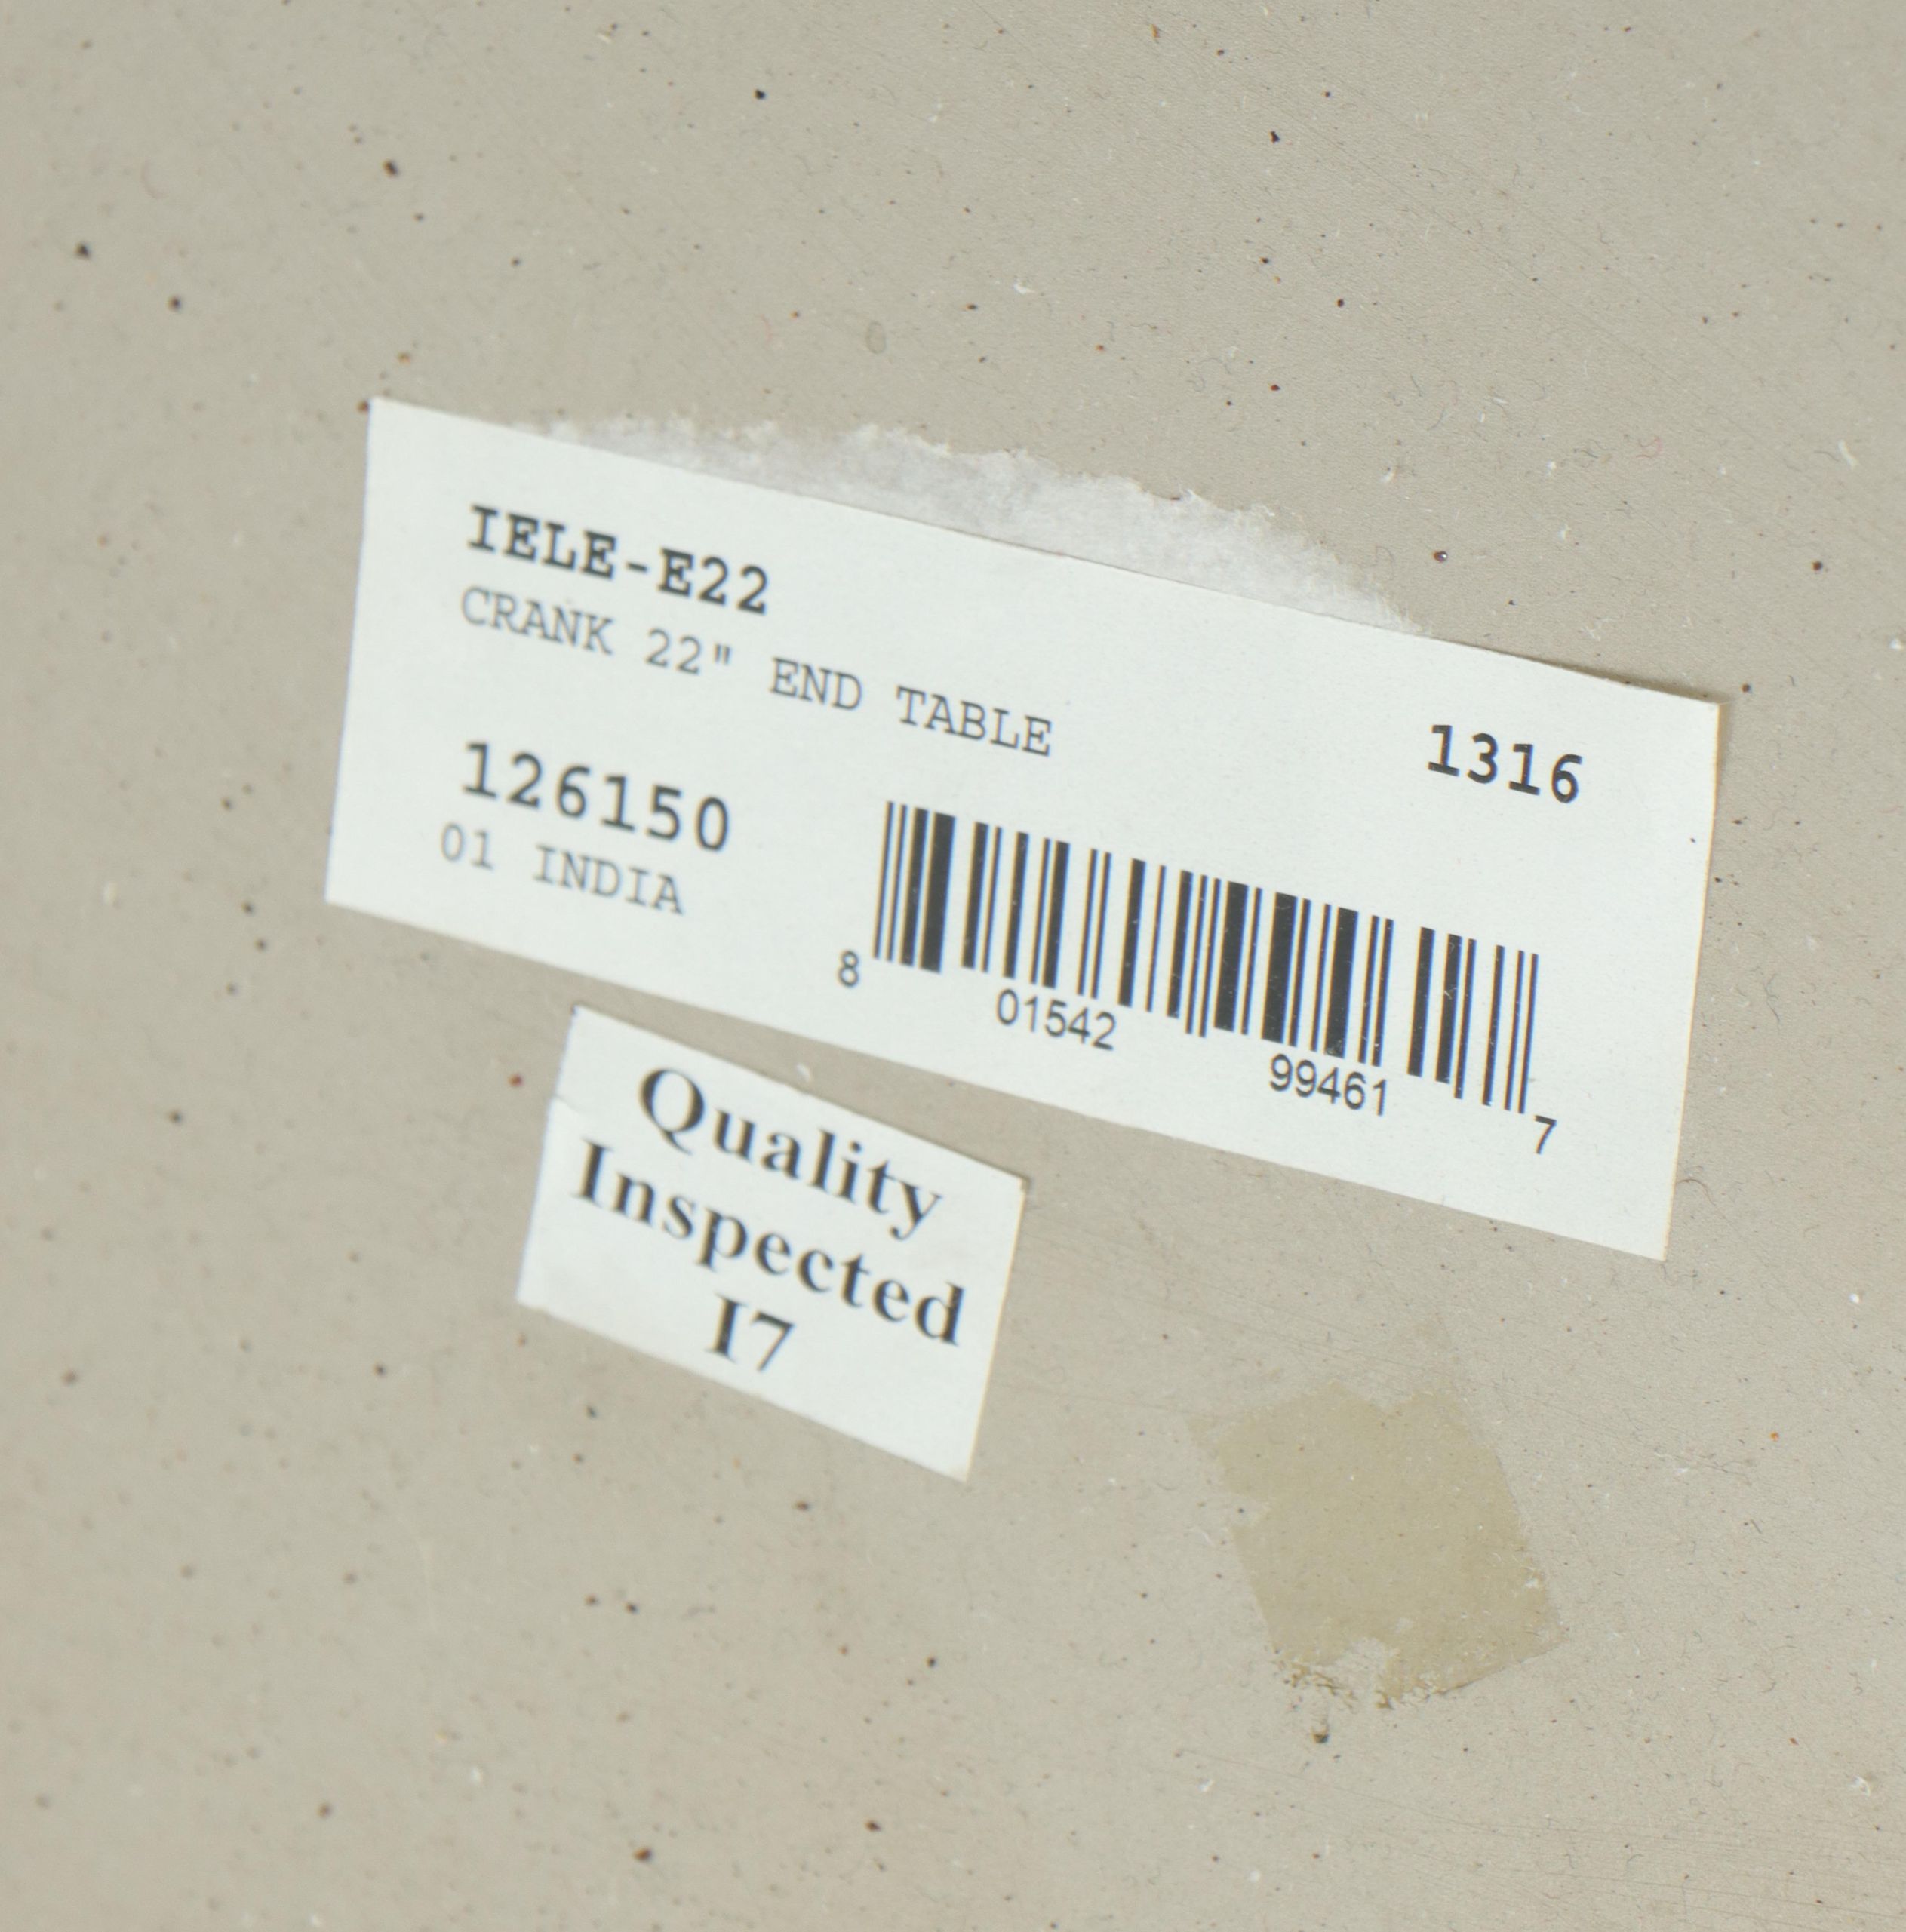 IELE-E22
CRANK 22" END TABLE
1316
126150
01 INDIA
8 01542 99461 7
Quality
Inspected
I7